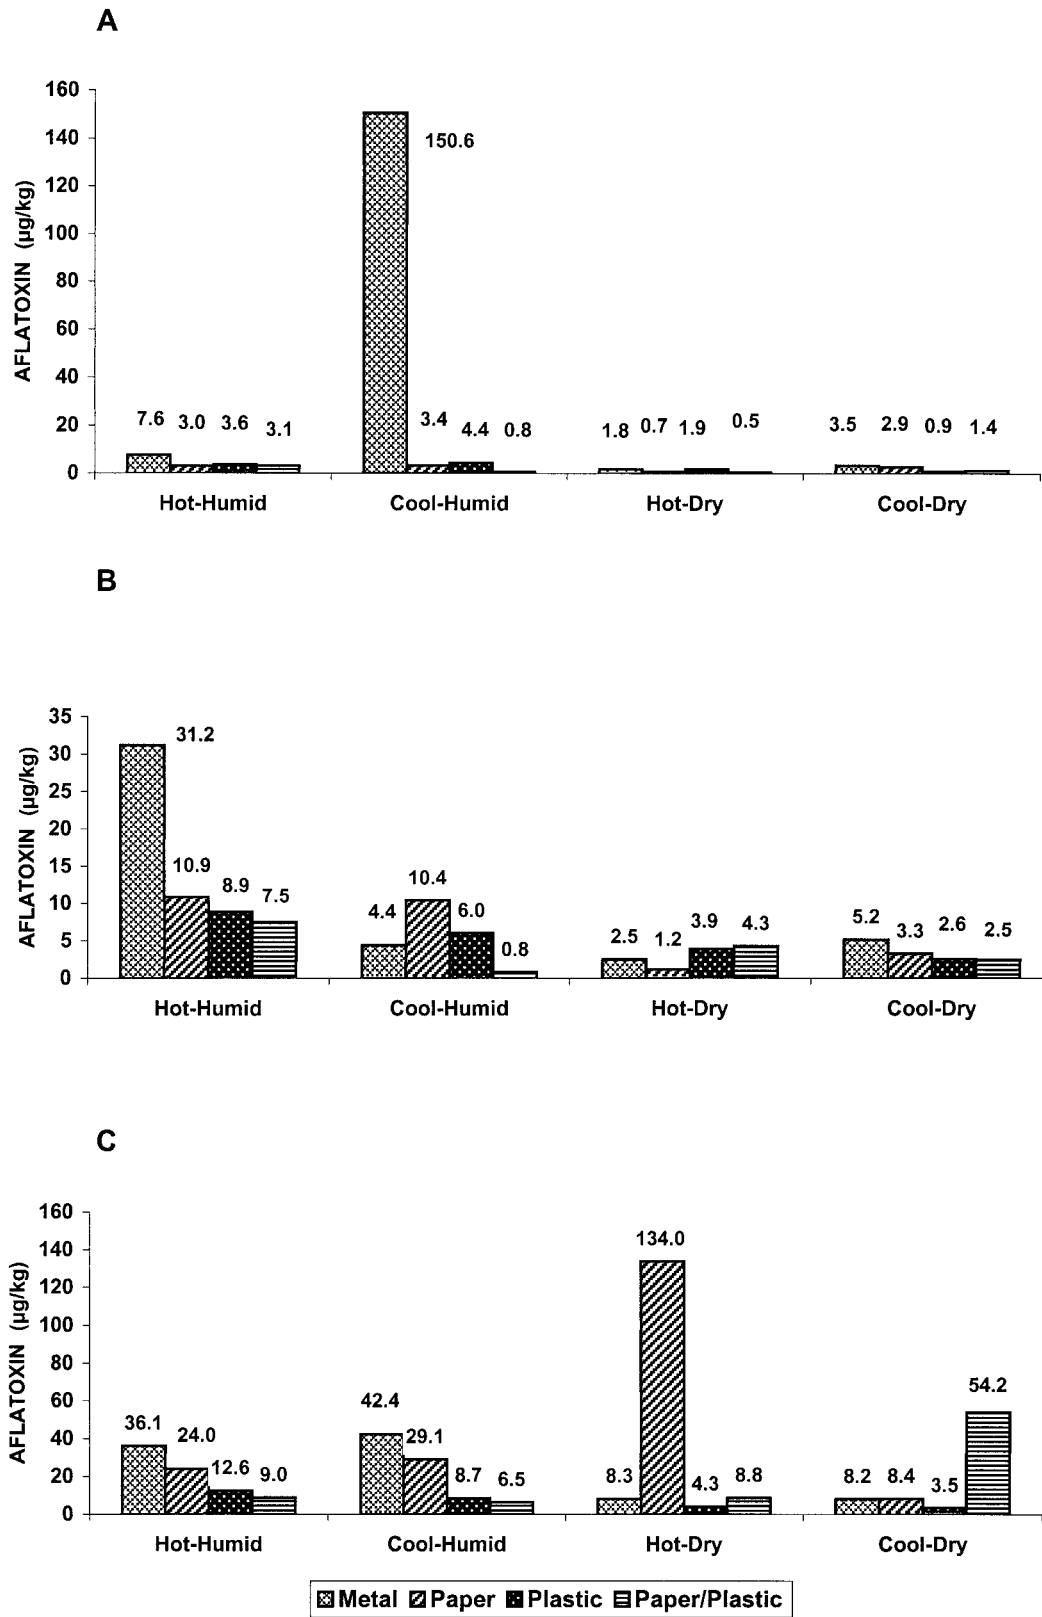 A
160
140
120
100
80
60
40
20
0
AFLATOXIN (µg/kg)
150.6
7.6 3.0 3.6 3.1
3.4 4.4 0.8
1.8 0.7 1.9 0.5
3.5 2.9 0.9 1.4
Hot-Humid Cool-Humid Hot-Dry Cool-Dry
B
35
30
25
20
15
10
5
0
AFLATOXIN (µg/kg)
31.2
10.9 8.9 7.5
4.4 10.4 6.0 0.8
2.5 1.2 3.9 4.3
5.2 3.3 2.6 2.5
Hot-Humid Cool-Humid Hot-Dry Cool-Dry
C
160
140
120
100
80
60
40
20
0
AFLATOXIN (µg/kg)
36.1 24.0 12.6 9.0
42.4 29.1 8.7 6.5
8.3 134.0 4.3 8.8
8.2 8.4 3.5 54.2
Hot-Humid Cool-Humid Hot-Dry Cool-Dry
Metal Paper Plastic Paper/Plastic